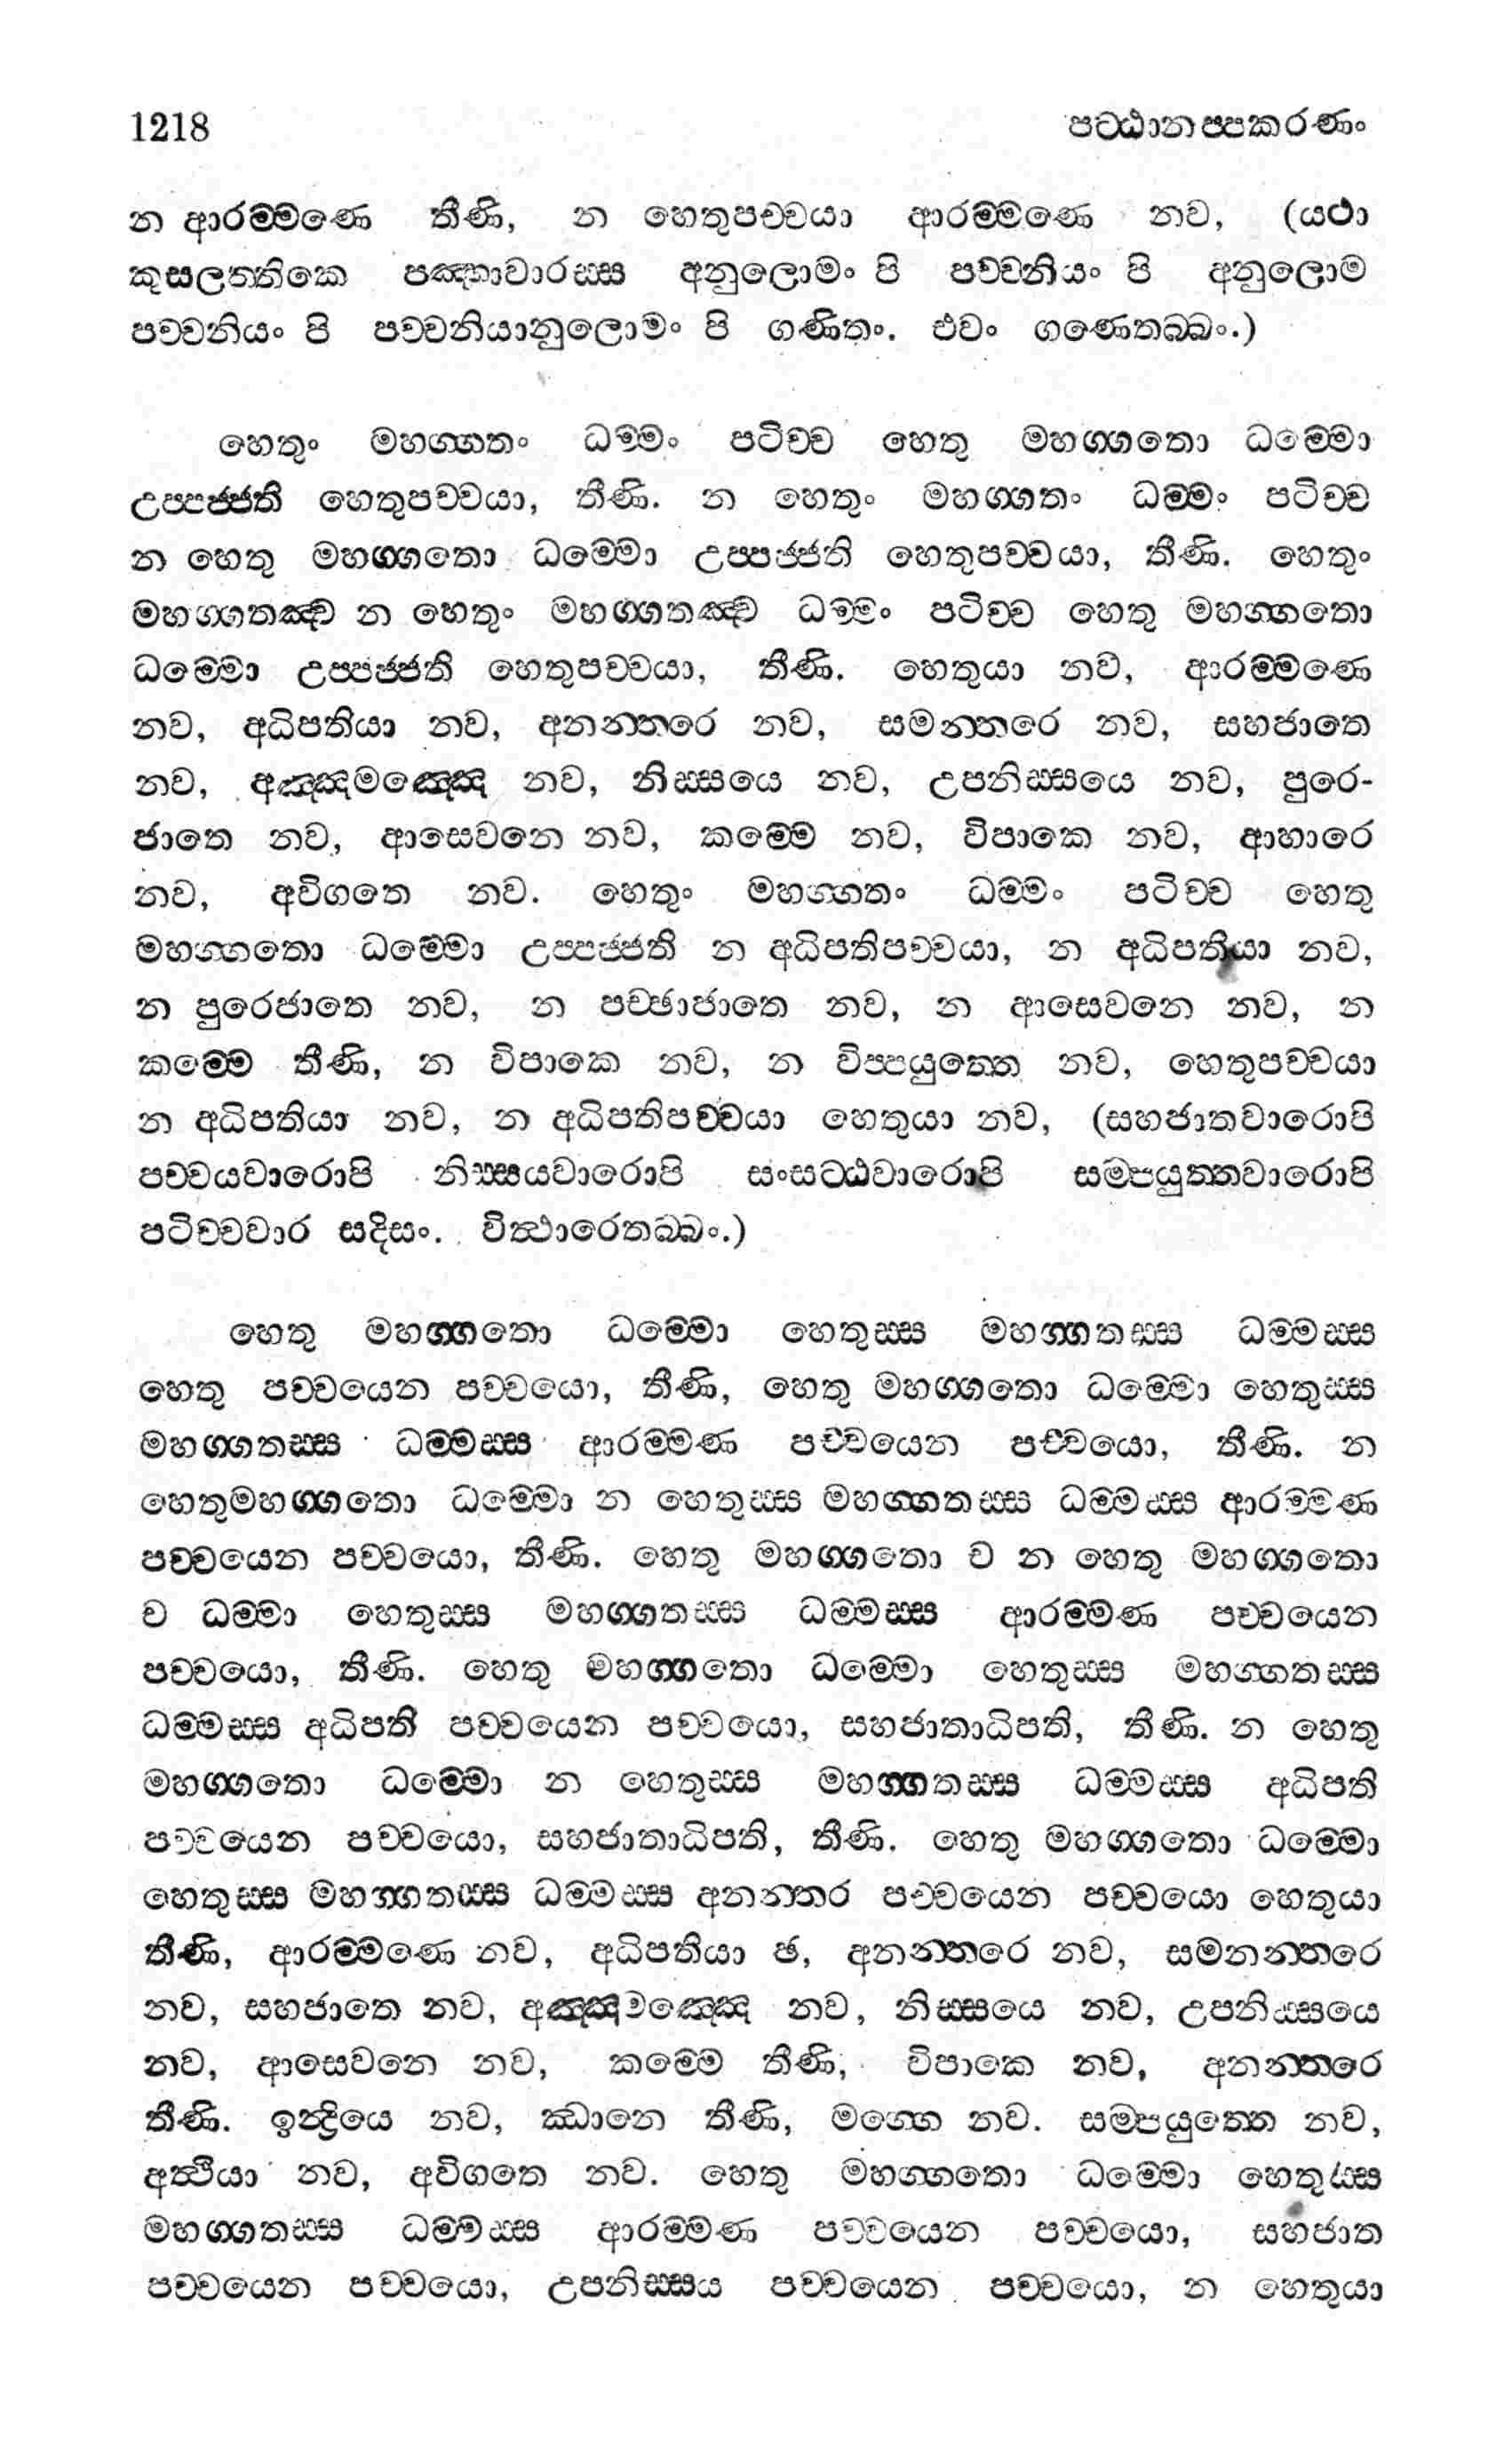 1218 පට්ඨානප්පකරණං
න ආරම්මණෙ තීණි, න හෙතුපච්චයා ආරම්මණෙ නව, (යථා
කුසලත්තිකෙ පඤ්හාවාරස්ස අනුලොමං පි පච්චනියං පි අනුලොම
පච්චනියං පි පච්චනියානුලොමං පි ගණිතං. එවං ගණෙතබ්බං.)
හෙතුං මහග්ගතං ධම්මං පටිච්ච හෙතු මහග්ගතො ධම්මො
උප්පජ්ජති හෙතුපච්චයා, තීණි. න හෙතුං මහග්ගතං ධම්මං පටිච්ච
න හෙතු මහග්ගතො ධම්මො උප්පජ්ජති හෙතුපච්චයා, තීණි. හෙතුං
මහග්ගතඤ්ච න හෙතුං මහග්ගතඤ්ච ධම්මං පටිච්ච හෙතු මහග්ගතො
ධම්මො උප්පජ්ජති හෙතුපච්චයා, තීණි. හෙතුයා නව, ආරම්මණෙ
නව, අධිපතියා නව, අනන්තරෙ නව, සමන්තරෙ නව, සහජාතෙ
නව, අඤ්ඤමඤ්ඤෙ නව, නිස්සයෙ නව, උපනිස්සයෙ නව, පුරෙ-
ජාතෙ නව, ආසෙවනෙ නව, කම්මෙ නව, විපාකෙ නව, ආහාරෙ
නව, අවිගතෙ නව. හෙතුං මහග්ගතං ධම්මං පටිච්ච හෙතු
මහග්ගතො ධම්මො උප්පජ්ජති න අධිපතිපච්චයා, න අධිපතියා නව,
න පුරෙජාතෙ නව, න පච්ඡාජාතෙ නව, න ආසෙවනෙ නව, න
කම්මෙ තීණි, න විපාකෙ නව, න විප්පයුත්තෙ නව, හෙතුපච්චයා
න අධිපතියා නව, න අධිපතිපච්චයා හෙතුයා නව, (සහජාතවාරොපි
පච්චයවාරොපි නිස්සයවාරොපි සංසට්ඨවාරොපි සම්පයුත්තවාරොපි
පටිච්චවාර සදිසං. විත්ථාරෙතබ්බං.)
හෙතු මහග්ගතො ධම්මො හෙතුස්ස මහග්ගතස්ස ධම්මස්ස
හෙතු පච්චයෙන පච්චයො, තීණි, හෙතු මහග්ගතො ධම්මො හෙතුස්ස
මහග්ගතස්ස ධම්මස්ස ආරම්මණ පච්චයෙන පච්චයො, තීණි. න
හෙතුමහග්ගතො ධම්මො න හෙතුස්ස මහග්ගතස්ස ධම්මස්ස ආරම්මණ
පච්චයෙන පච්චයො, තීණි. හෙතු මහග්ගතො ච න හෙතු මහග්ගතො
ච ධම්මා හෙතුස්ස මහග්ගතස්ස ධම්මස්ස ආරම්මණ පච්චයෙන
පච්චයො, තීණි. හෙතු මහග්ගතො ධම්මො හෙතුස්ස මහග්ගතස්ස
ධම්මස්ස අධිපති පච්චයෙන පච්චයො, සහජාතාධිපති, තීණි. න හෙතු
මහග්ගතො ධම්මො න හෙතුස්ස මහග්ගතස්ස ධම්මස්ස අධිපති
පච්චයෙන පච්චයො, සහජාතාධිපති, තීණි. හෙතු මහග්ගතො ධම්මො
හෙතුස්ස මහග්ගතස්ස ධම්මස්ස අනන්තර පච්චයෙන පච්චයො හෙතුයා
තීණි, ආරම්මණෙ නව, අධිපතියා ඡ, අනන්තරෙ නව, සමනන්තරෙ
නව, සහජාතෙ නව, අඤ්ඤවඤ්ඤෙ නව, නිස්සයෙ නව, උපනිස්සයෙ
නව, ආසෙවනෙ නව, කම්මෙ තීණි, විපාකෙ නව, අනන්තරෙ
තීණි. ඉන්ද්‍රියෙ නව, ඣානෙ තීණි, මග්ගෙ නව. සම්පයුත්තෙ නව,
අත්ථියා නව, අවිගතෙ නව. හෙතු මහග්ගතො ධම්මො හෙතුස්ස
මහග්ගතස්ස ධම්මස්ස ආරම්මණ පච්චයෙන පච්චයො, සහජාත
පච්චයෙන පච්චයො, උපනිස්සය පච්චයෙන පච්චයො, න හෙතුයා